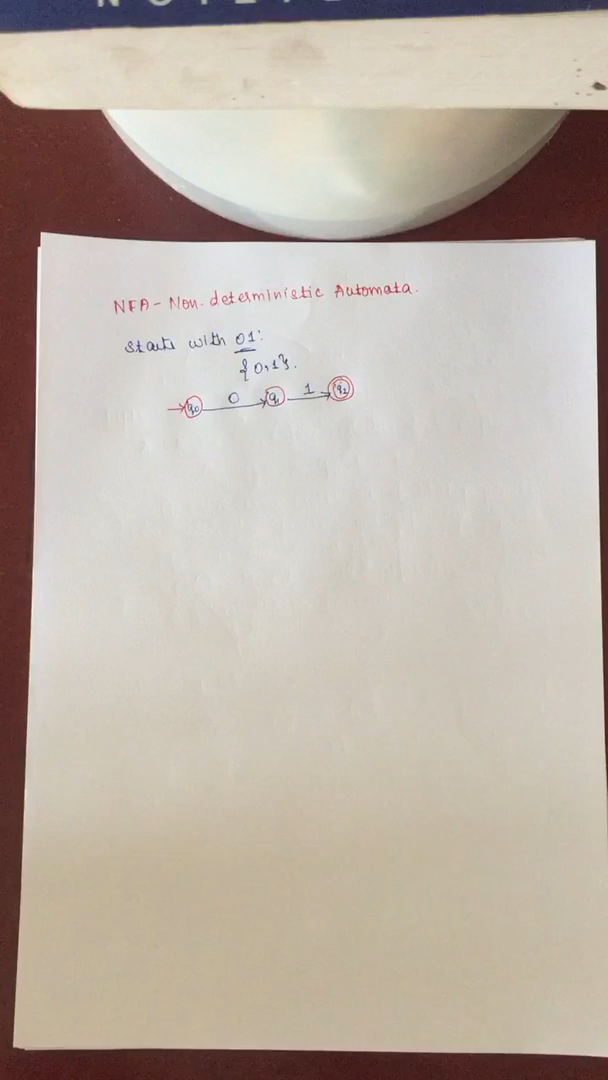 NFA - Non-deterministic Automata.
starts with 01:
{0,1}.
0 1
q0 q1 q2